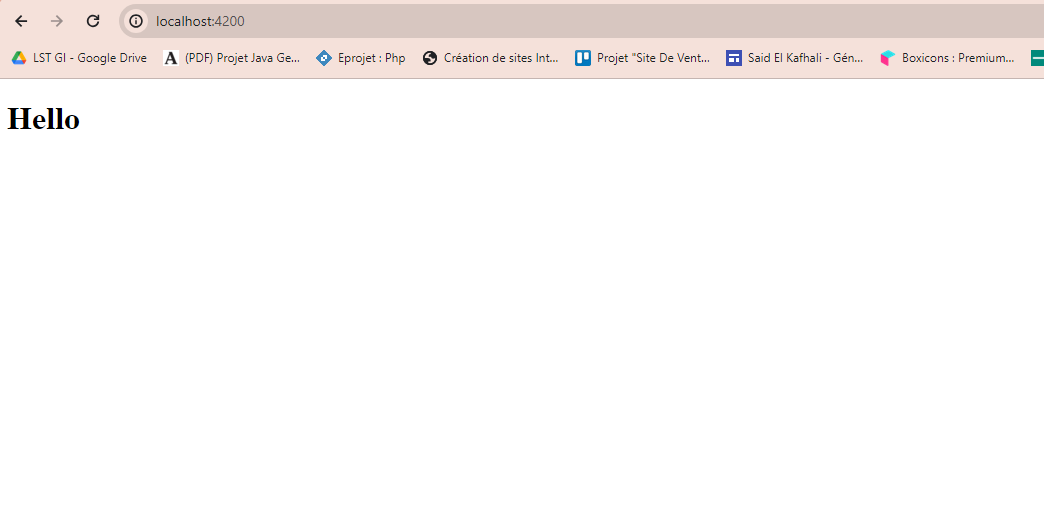 localhost:4200
LST GI - Google Drive (PDF) Projet Java Ge... Eprojet : Php Création de sites Int... Projet "Site De Vent... Said El Kafhali - Gén... Boxicons : Premium...
Hello